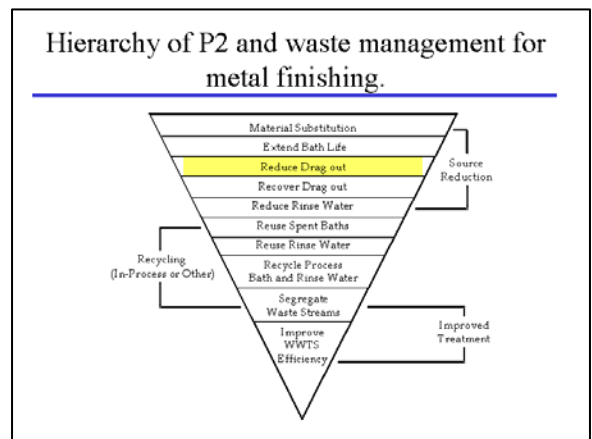 Hierarchy of P2 and waste management for
metal finishing.
Material Substitution
Extend Bath Life
Reduce Drag out
Recover Drag out
Reduce Rinse Water
Source
Reduction
Reuse Spent Baths
Reuse Rinse Water
Recycle Process
Bath and Rinse Water
Segregate
Waste Streams
Recycling
(In-Process or Other)
Improve
WWTS
Efficiency
Improved
Treatment